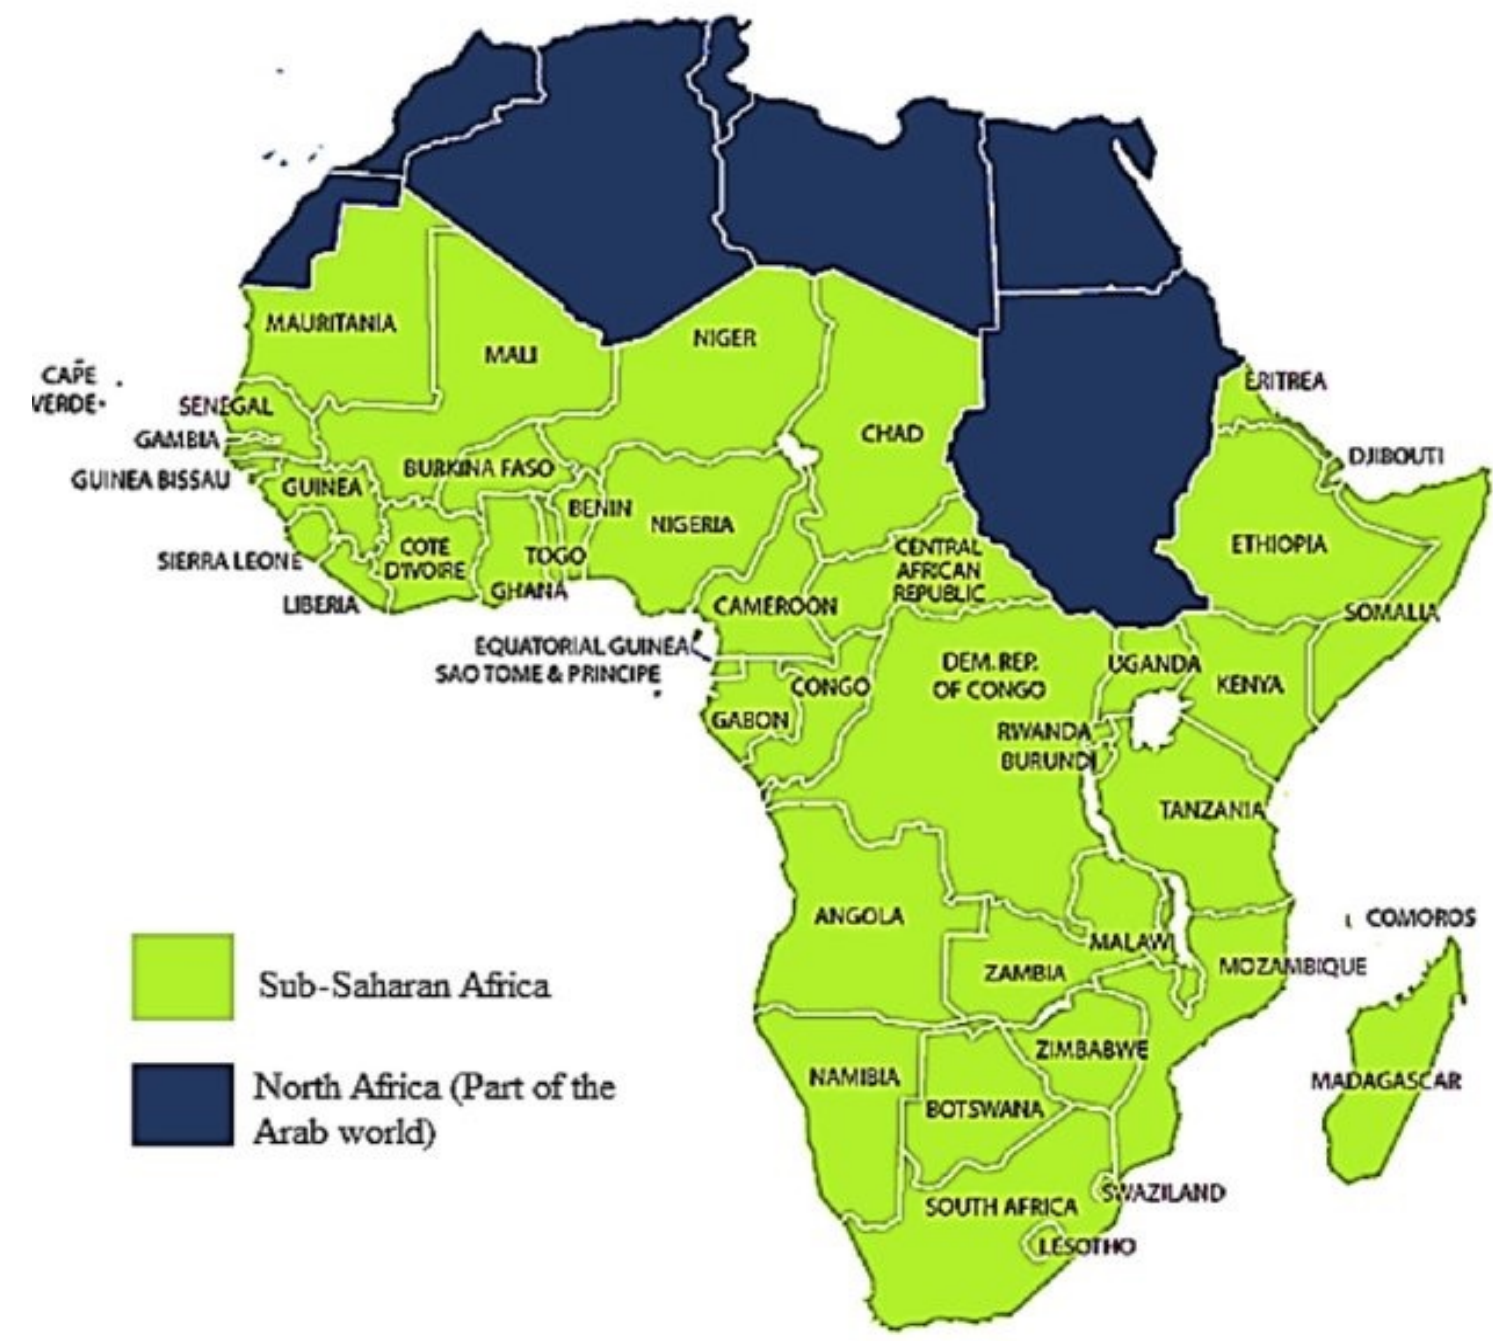 MAURITANIA
MALI
NIGER
CAPE
VERDE
SENEGAL
ERITREA
GAMBIA
CHAD
DJIBOUTI
GUINEA BISSAU
GUINEA
BURKINA FASO
BENIN
NIGERIA
SIERRA LEONE
COTE
D'IVOIRE
TOGO
GHANA
CENTRAL
AFRICAN
REPUBLIC
ETHIOPIA
LIBERIA
CAMEROON
SOMALIA
EQUATORIAL GUINEA
SAO TOME & PRINCIPE
CONGO
DEM. REP.
OF CONGO
UGANDA
KENYA
GABON
RWANDA
BURUNDI
TANZANIA
ANGOLA
COMOROS
MALAWI
ZAMBIA
MOZAMBIQUE
Sub-Saharan Africa
ZIMBABWE
NAMIBIA
MADAGASCAR
North Africa (Part of the
Arab world)
BOTSWANA
SWAZILAND
SOUTH AFRICA
LESOTHO